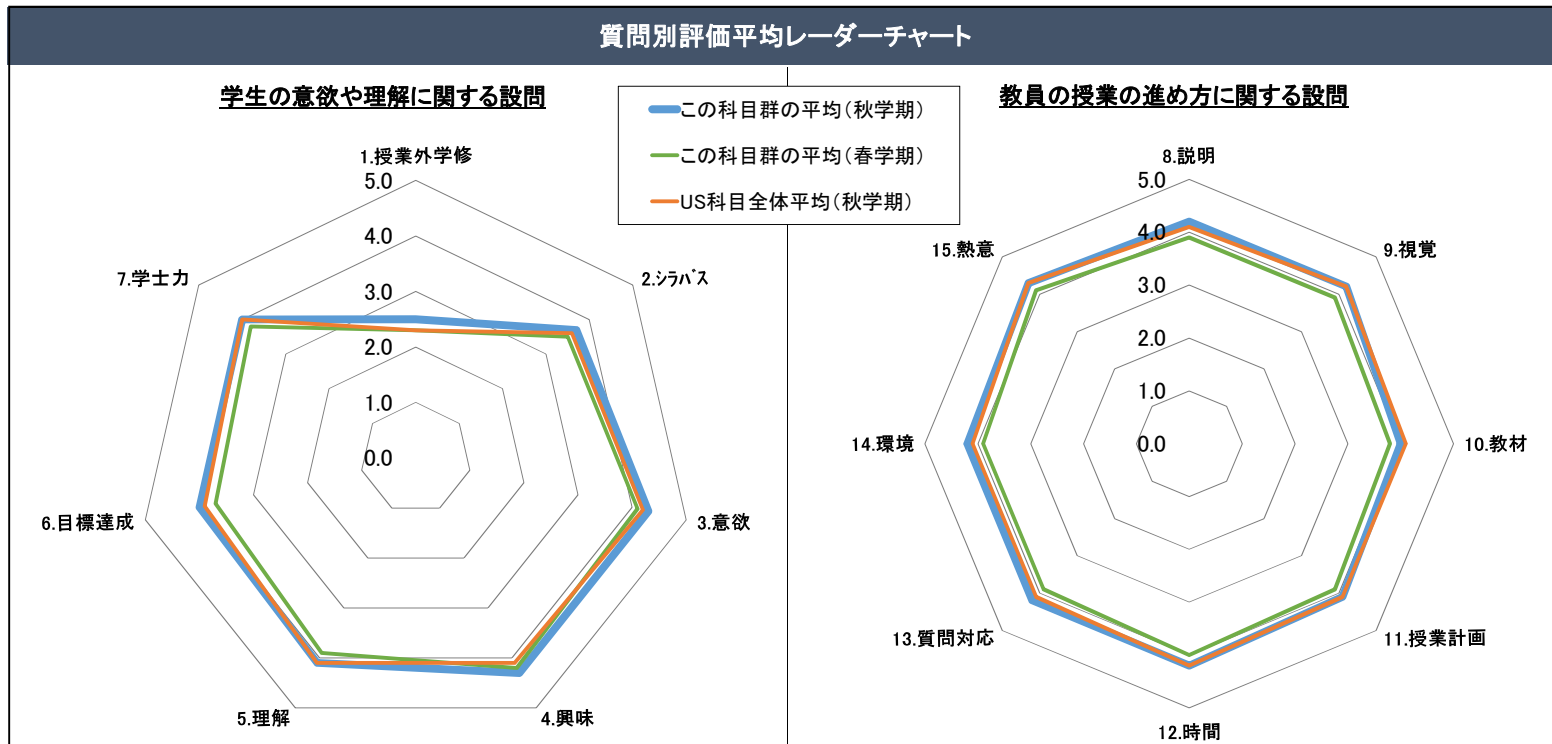 質問別評価平均レーダーチャート
学生の意欲や理解に関する設問
この科目群の平均(秋学期)
この科目群の平均(春学期)
US科目全体平均(秋学期)
教員の授業の進め方に関する設問
1.授業外学修
5.0
4.0
3.0
2.0
1.0
0.0
2.シラバス
3.意欲
4.興味
5.理解
6.目標達成
7.学士力
8.説明
5.0
4.0
3.0
2.0
1.0
0.0
9.視覚
10.教材
11.授業計画
12.時間
13.質問対応
14.環境
15.熱意